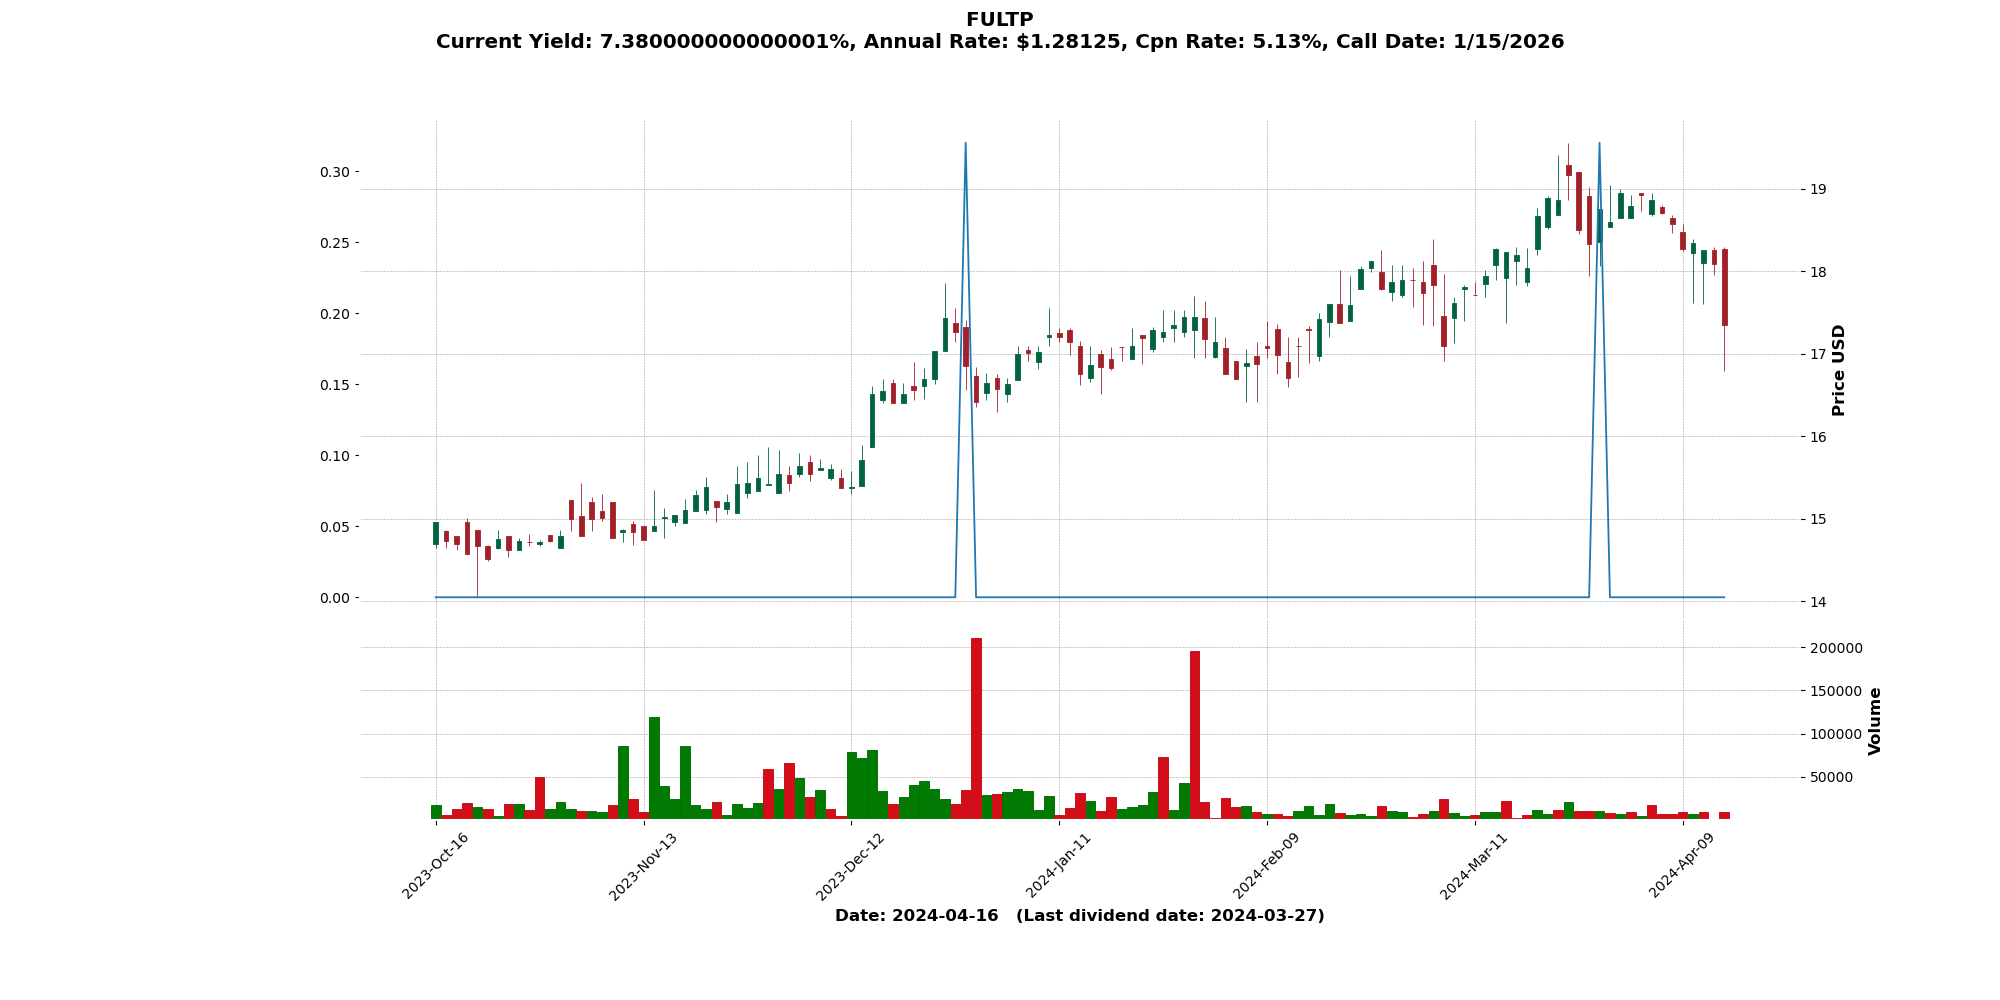 FULTP
Current Yield: 7.380000000000001%, Annual Rate: $1.28125, Cpn Rate: 5.13%, Call Date: 1/15/2026
0.30
0.25
0.20
0.15
0.10
0.05
0.00
19
18
17
16
15
14
Price USD
200000
150000
100000
50000
Volume
2023-Oct-16
2023-Nov-13
2023-Dec-12
2024-Jan-11
2024-Feb-09
2024-Mar-11
2024-Apr-09
Date: 2024-04-16 (Last dividend date: 2024-03-27)